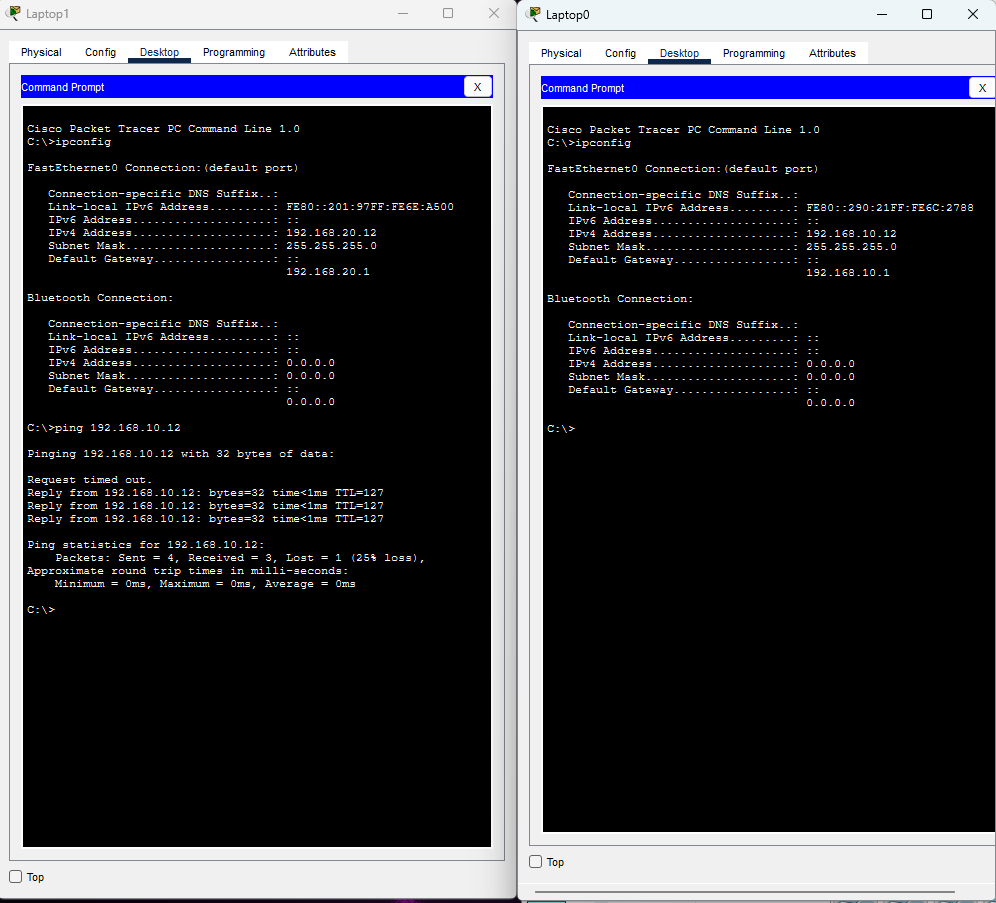 Laptop1
Physical Config Desktop Programming Attributes
Command Prompt X
Cisco Packet Tracer PC Command Line 1.0
C:\>ipconfig
FastEthernet0 Connection:(default port)
Connection-specific DNS Suffix..:
Link-local IPv6 Address.........: FE80::201:97FF:FE6E:A500
IPv6 Address....................: ::
IPv4 Address....................: 192.168.20.12
Subnet Mask.....................: 255.255.255.0
Default Gateway.................: ::
192.168.20.1
Bluetooth Connection:
Connection-specific DNS Suffix..:
Link-local IPv6 Address.........: ::
IPv6 Address....................: ::
IPv4 Address....................: 0.0.0.0
Subnet Mask.....................: 0.0.0.0
Default Gateway.................: ::
0.0.0.0
C:\>ping 192.168.10.12
Pinging 192.168.10.12 with 32 bytes of data:
Request timed out.
Reply from 192.168.10.12: bytes=32 time<1ms TTL=127
Reply from 192.168.10.12: bytes=32 time<1ms TTL=127
Reply from 192.168.10.12: bytes=32 time<1ms TTL=127
Ping statistics for 192.168.10.12:
Packets: Sent = 4, Received = 3, Lost = 1 (25% loss),
Approximate round trip times in milli-seconds:
Minimum = 0ms, Maximum = 0ms, Average = 0ms
C:\>
Top
Laptop0
Physical Config Desktop Programming Attributes
Command Prompt X
Cisco Packet Tracer PC Command Line 1.0
C:\>ipconfig
FastEthernet0 Connection:(default port)
Connection-specific DNS Suffix..:
Link-local IPv6 Address.........: FE80::290:21FF:FE6C:2788
IPv6 Address....................: ::
IPv4 Address....................: 192.168.10.12
Subnet Mask.....................: 255.255.255.0
Default Gateway.................: ::
192.168.10.1
Bluetooth Connection:
Connection-specific DNS Suffix..:
Link-local IPv6 Address.........: ::
IPv6 Address....................: ::
IPv4 Address....................: 0.0.0.0
Subnet Mask.....................: 0.0.0.0
Default Gateway.................: ::
0.0.0.0
C:\>
Top